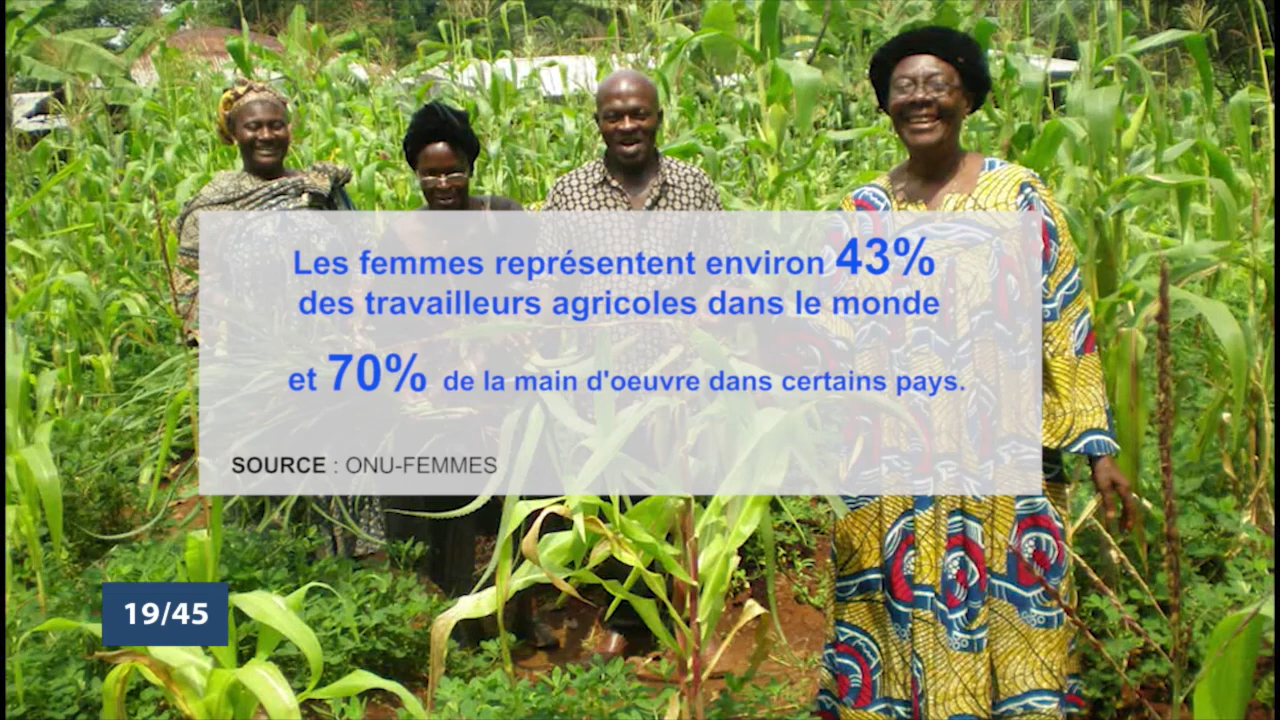 Les femmes représentent environ 43%
des travailleurs agricoles dans le monde
et 70% de la main d'oeuvre dans certains pays.
SOURCE : ONU-FEMMES
19/45